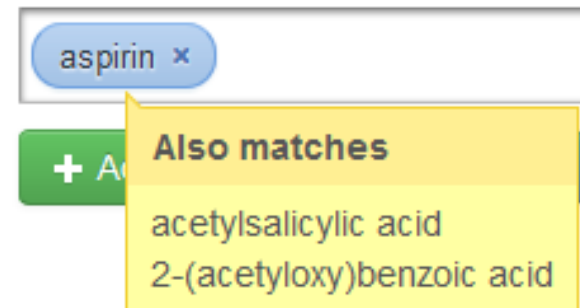 aspirin ×
Also matches
acetylsalicylic acid
2-(acetyloxy)benzoic acid